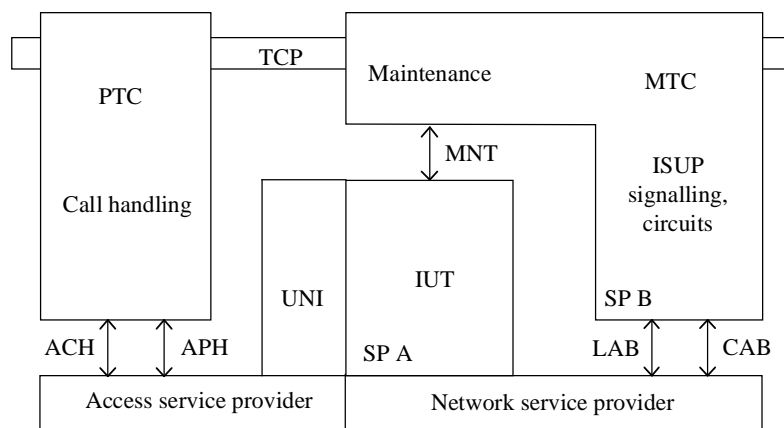 TCP
Maintenance
MTC
PTC
MNT
ISUP
signalling,
circuits
Call handling
UNI
IUT
SP B
SP A
ACH
APH
LAB
CAB
Access service provider
Network service provider